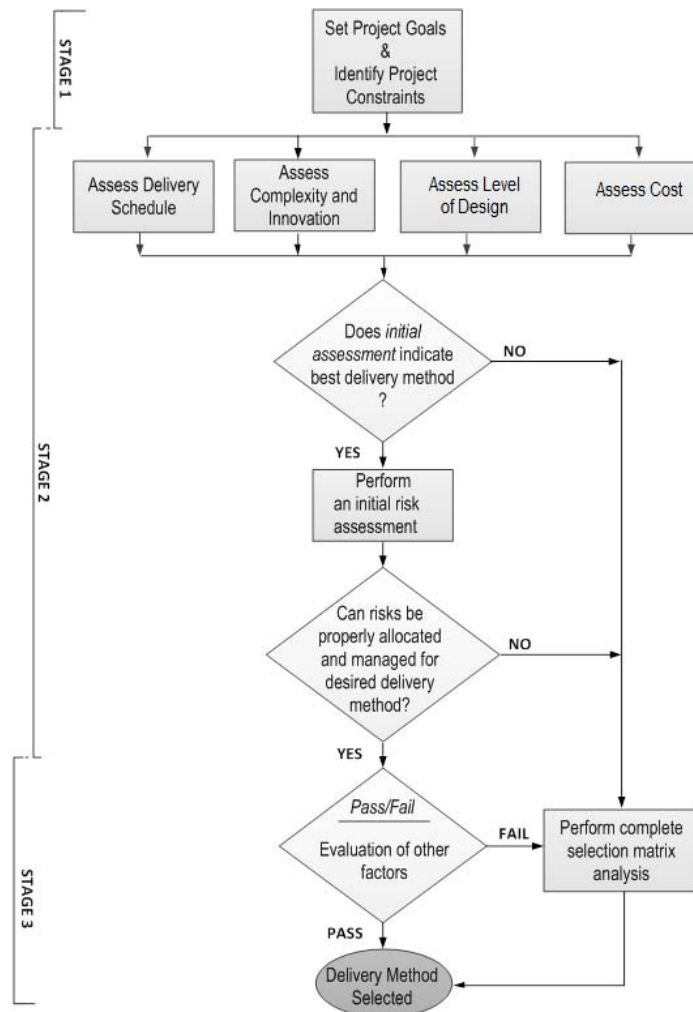 STAGE 1
Set Project Goals
&
Identify Project
Constraints
STAGE 2
Assess Delivery
Schedule
Assess
Complexity and
Innovation
Assess Level
of Design
Assess Cost
Does initial
assessment indicate
best delivery method
?
NO
YES
Perform
an initial risk
assessment
Can risks be
properly allocated
and managed for
desired delivery
method?
NO
YES
STAGE 3
Pass/Fail
Evaluation of other
factors
FAIL
Perform complete
selection matrix
analysis
PASS
Delivery Method
Selected